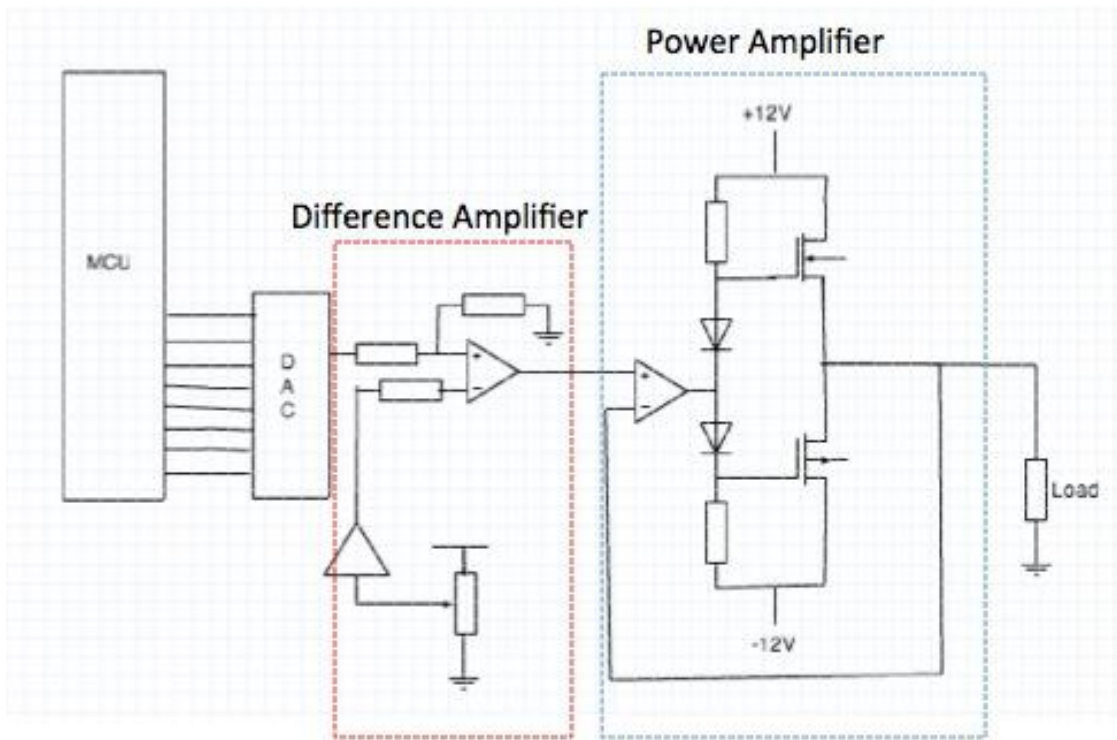 Power Amplifier
+12V
Difference Amplifier
MCU
D
A
C
+
-
+
-
Load
-12V